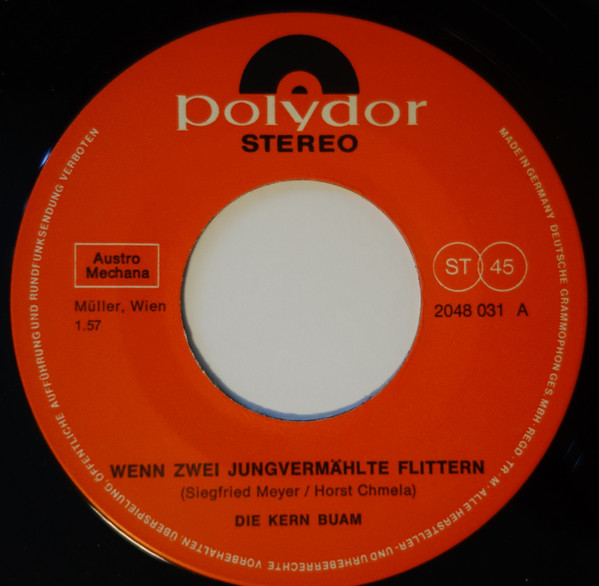 polydor
STEREO
Austro
Mechana
Müller, Wien
1.57
ST 45
2048 031 A
WENN ZWEI JUNGVERMÄHLTE FLITTERN
(Siegfried Meyer / Horst Chmela)
DIE KERN BUAM
MADE IN GERMANY DEUTSCHE GRAMMOPHON GES MBH · REGD · TR · M · ALLE HERSTELLER- UND URHEBERRECHTE VORBEHALTEN. ÜBERSPIELUNG ÖFFENTLICHE AUFFÜHRUNG UND RUNDFUNKSENDUNG VERBOTEN